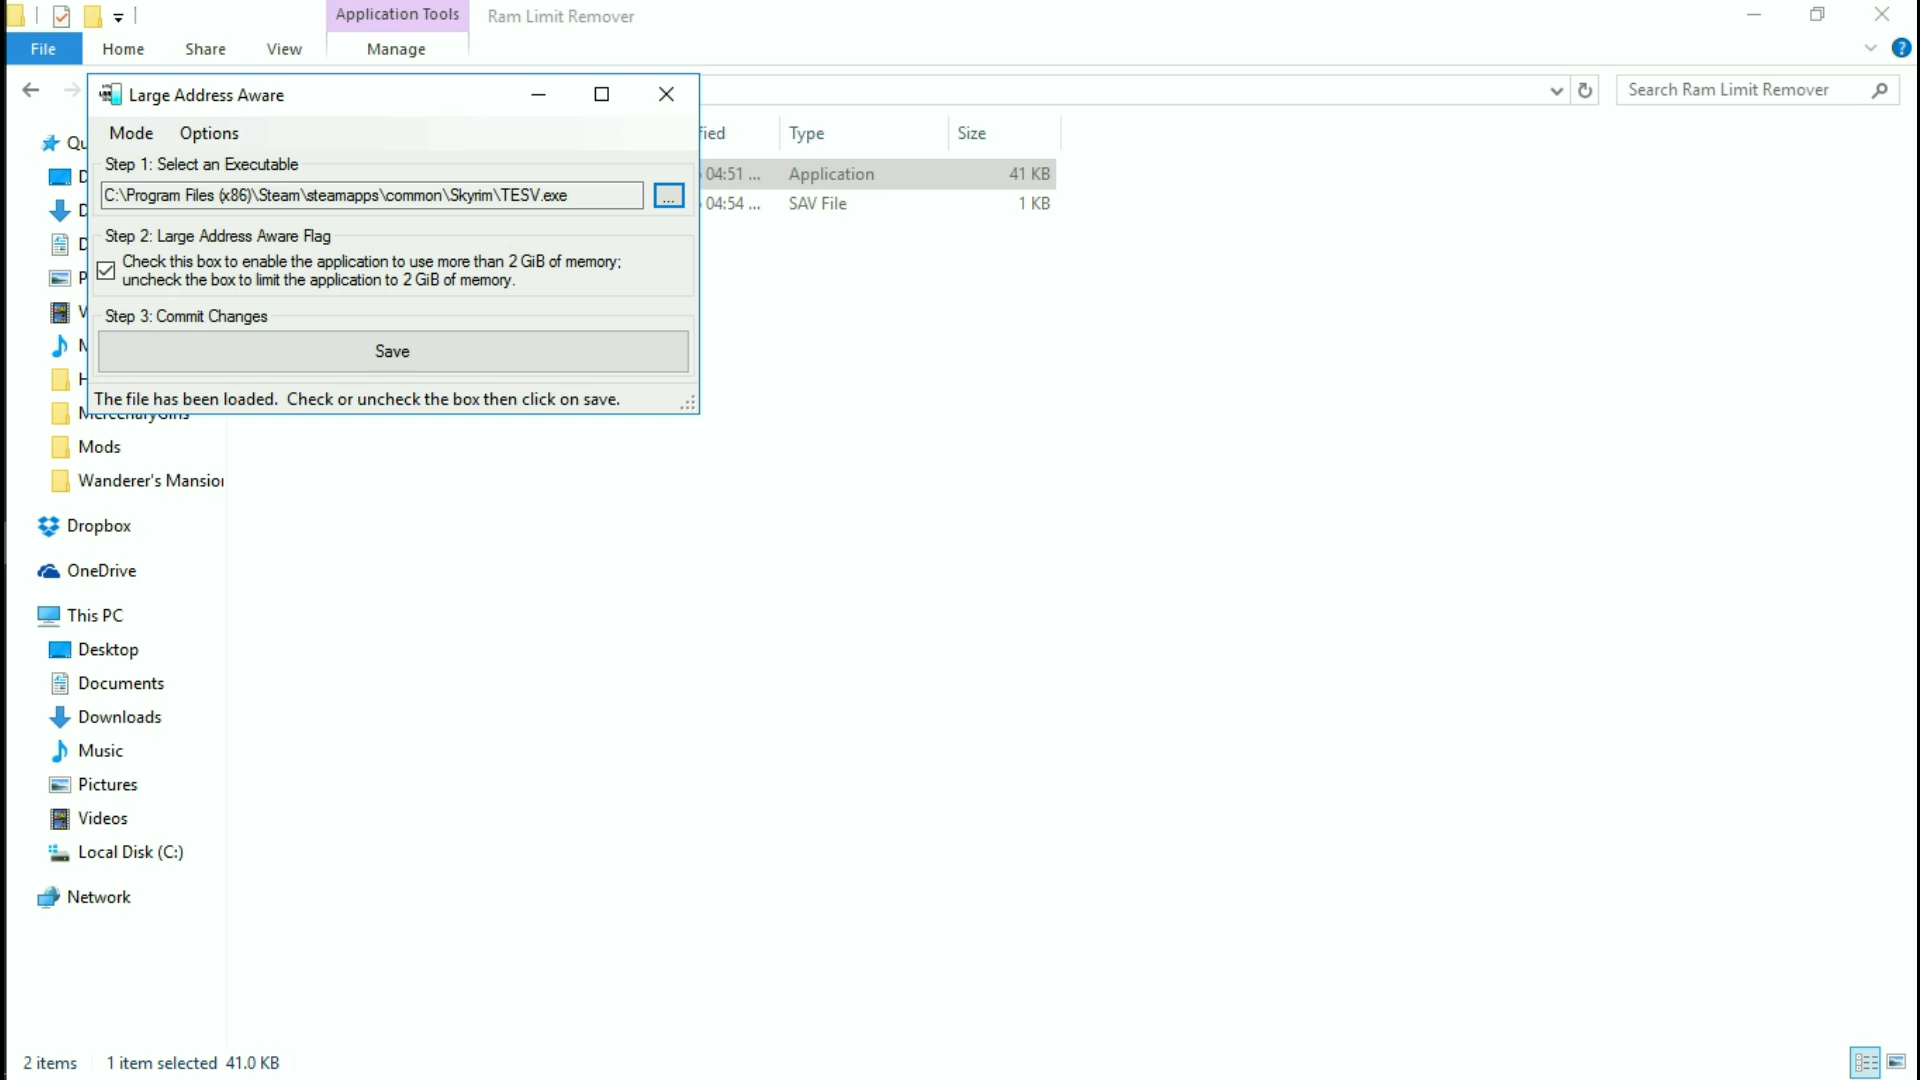 Application Tools
Ram Limit Remover
File
Home
Share
View
Manage
Large Address Aware
Search Ram Limit Remover
Mode
Options
Type
Size
Step 1: Select an Executable
C:\Program Files (x86)\Steam\steamapps\common\Skyrim\TESV.exe
...
04:51 ...
Application
41 KB
04:54 ...
SAV File
1 KB
Step 2: Large Address Aware Flag
Check this box to enable the application to use more than 2 GiB of memory;
uncheck the box to limit the application to 2 GiB of memory.
Step 3: Commit Changes
Save
The file has been loaded. Check or uncheck the box then click on save.
Mods
Wanderer's Mansion
Dropbox
OneDrive
This PC
Desktop
Documents
Downloads
Music
Pictures
Videos
Local Disk (C:)
Network
2 items
1 item selected 41.0 KB